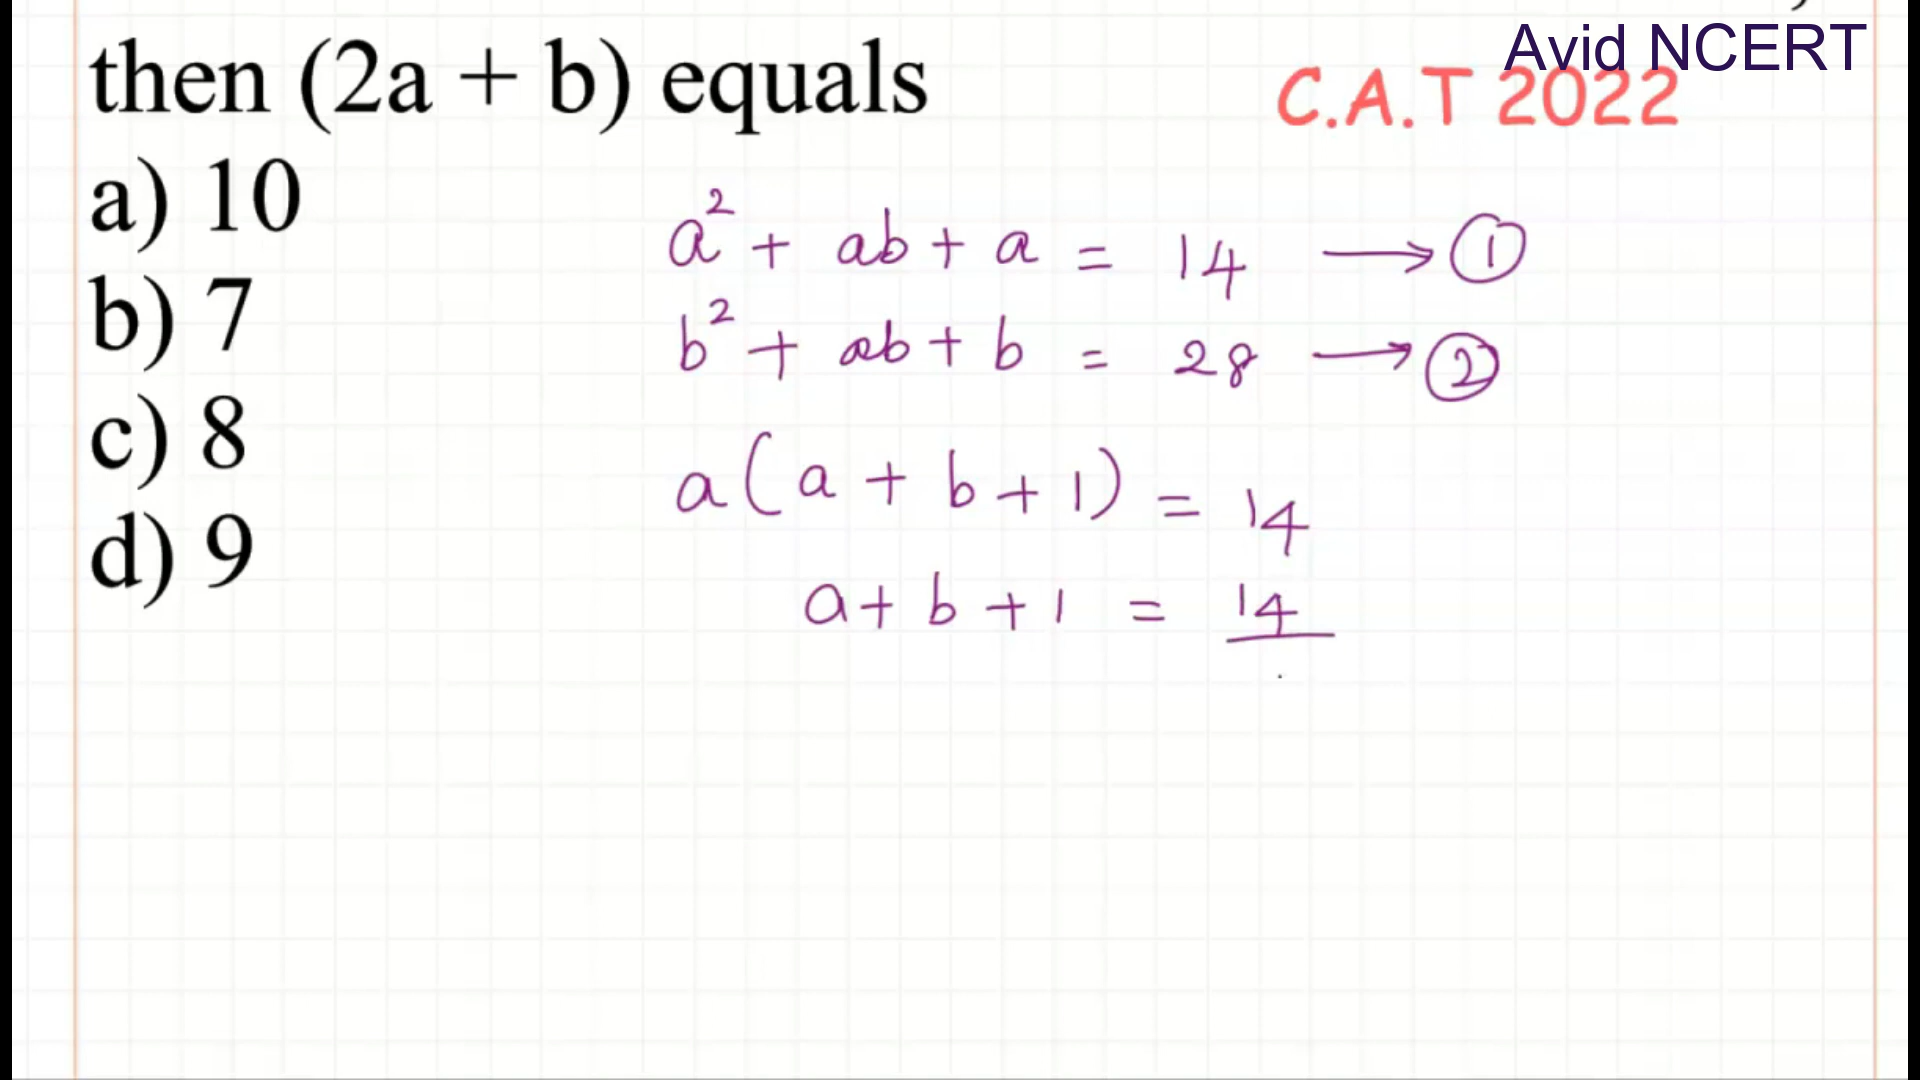 Avid NCERT
then (2a + b) equals
C.A.T 2022
a) 10
b) 7
c) 8
d) 9
a² + ab + a = 14 → ①
b² + ab + b = 28 → ②
a(a + b + 1) = 14
a + b + 1 = 14